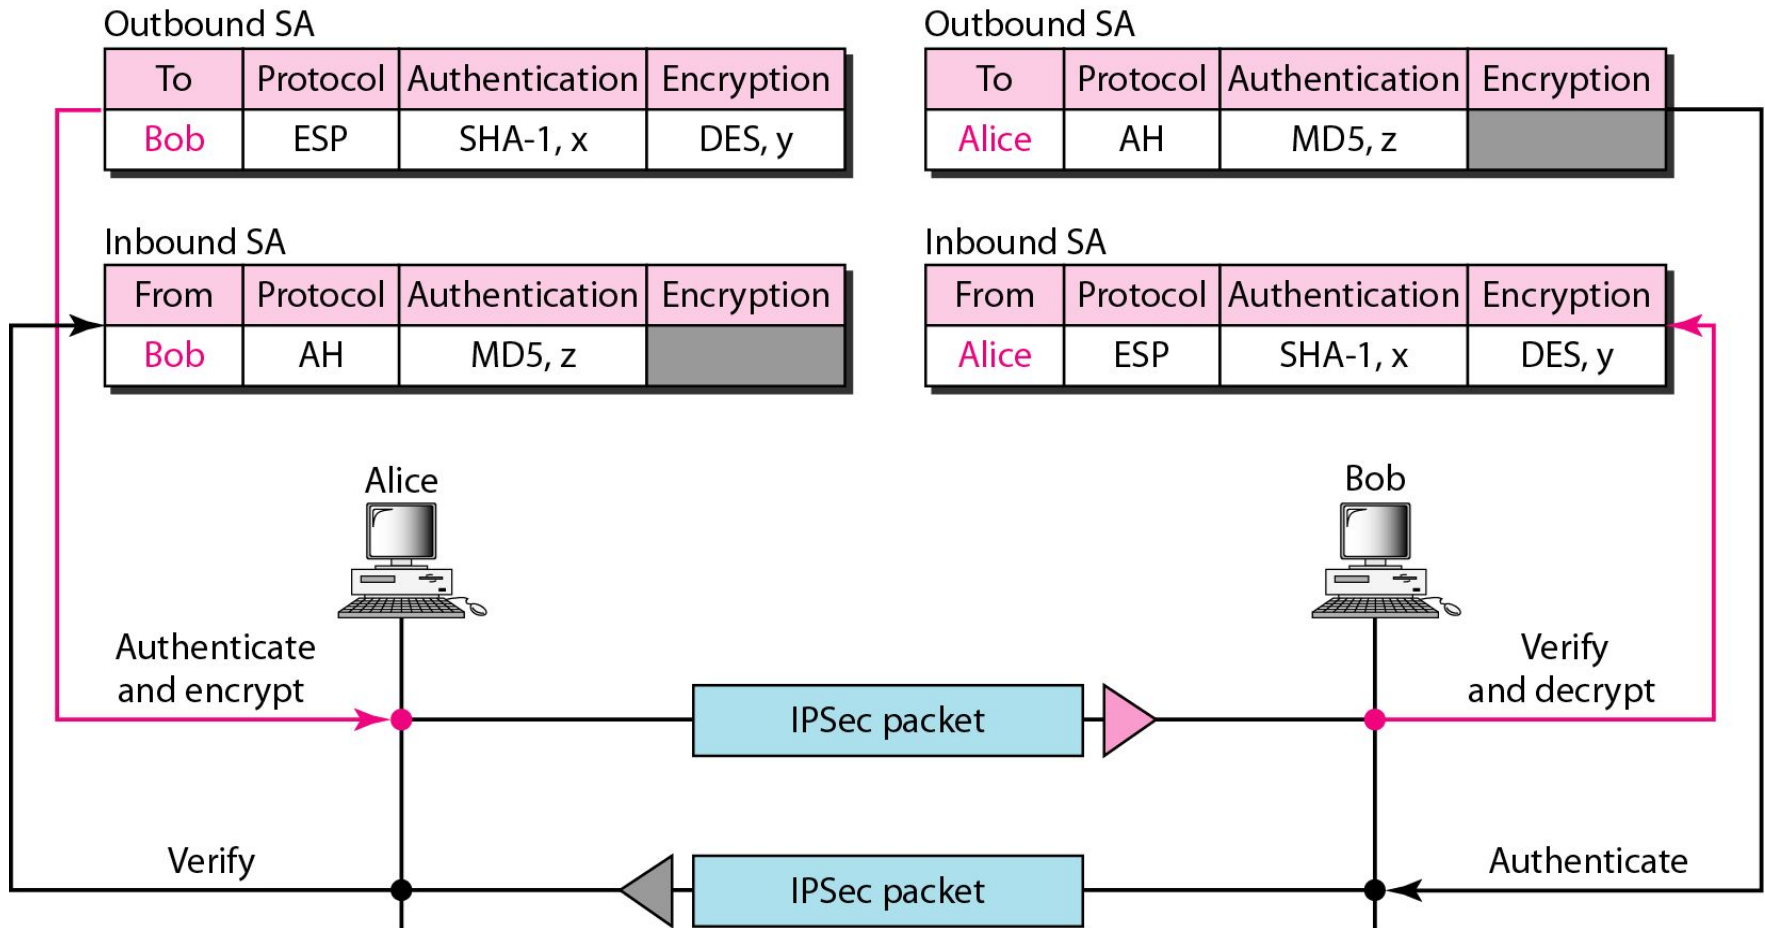 Outbound SA
To Protocol Authentication Encryption
Bob ESP SHA-1, x DES, y
Inbound SA
From Protocol Authentication Encryption
Bob AH MD5, z
Outbound SA
To Protocol Authentication Encryption
Alice AH MD5, z
Inbound SA
From Protocol Authentication Encryption
Alice ESP SHA-1, x DES, y
Alice
Bob
Authenticate
and encrypt
IPSec packet
Verify
and decrypt
Verify
IPSec packet
Authenticate